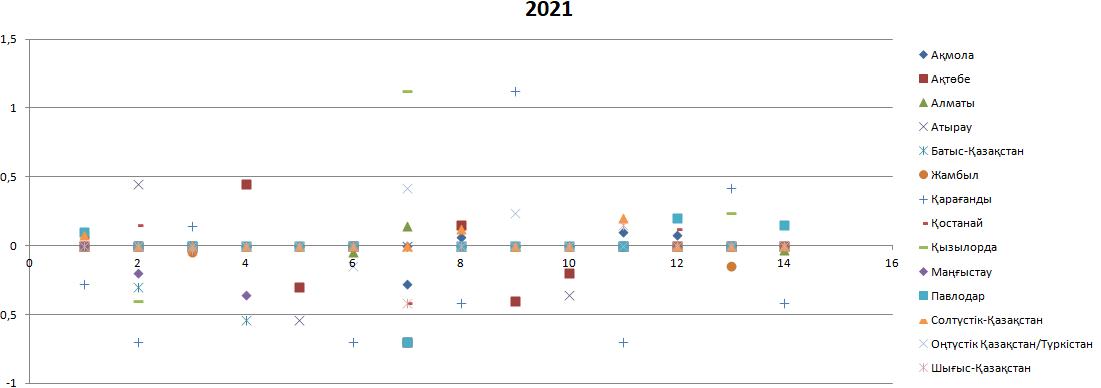 2021
1,5
1
0,5
0
-0,5
-1
0 2 4 6 8 10 12 14 16
Ақмола
Ақтөбе
Алматы
Атырау
Батыс-Қазақстан
Жамбыл
Қарағанды
Қостанай
Қызылорда
Маңғыстау
Павлодар
Солтүстік-Қазақстан
Оңтүстік Қазақстан/Түркістан
Шығыс-Қазақстан